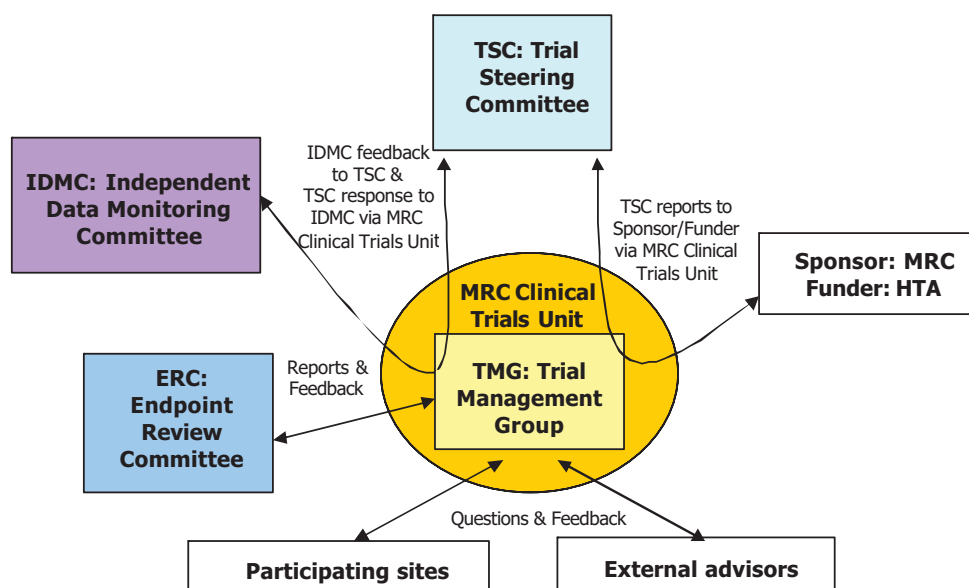 TSC: Trial
Steering
Committee
IDMC feedback
to TSC &
TSC response to
IDMC via MRC
Clinical Trials Unit
IDMC: Independent
Data Monitoring
Committee
TSC reports to
Sponsor/Funder
via MRC Clinical
Trials Unit
Sponsor: MRC
Funder: HTA
MRC Clinical
Trials Unit
TMG: Trial
Management
Group
Reports &
Feedback
ERC:
Endpoint
Review
Committee
Questions & Feedback
Participating sites
External advisors